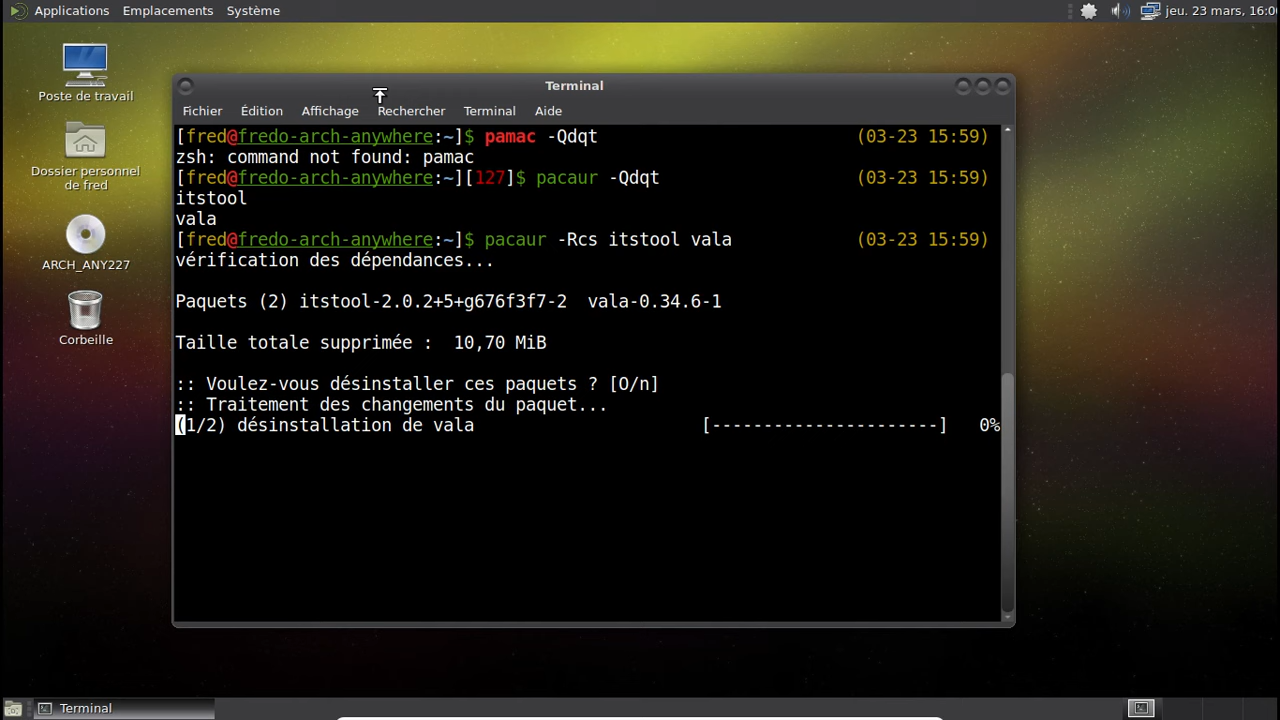 Applications Emplacements Système jeu. 23 mars, 16:0
Poste de travail
Dossier personnel
de fred
ARCH_ANY227
Corbeille
Terminal
Fichier Édition Affichage Rechercher Terminal Aide
[fred@fredo-arch-anywhere:~]$ pamac -Qdqt (03-23 15:59)
zsh: command not found: pamac
[fred@fredo-arch-anywhere:~][127]$ pacaur -Qdqt (03-23 15:59)
itstool
vala
[fred@fredo-arch-anywhere:~]$ pacaur -Rcs itstool vala (03-23 15:59)
vérification des dépendances...
Paquets (2) itstool-2.0.2+5+g676f3f7-2 vala-0.34.6-1
Taille totale supprimée : 10,70 MiB
:: Voulez-vous désinstaller ces paquets ? [O/n]
:: Traitement des changements du paquet...
(1/2) désinstallation de vala [----------------------] 0%
Terminal